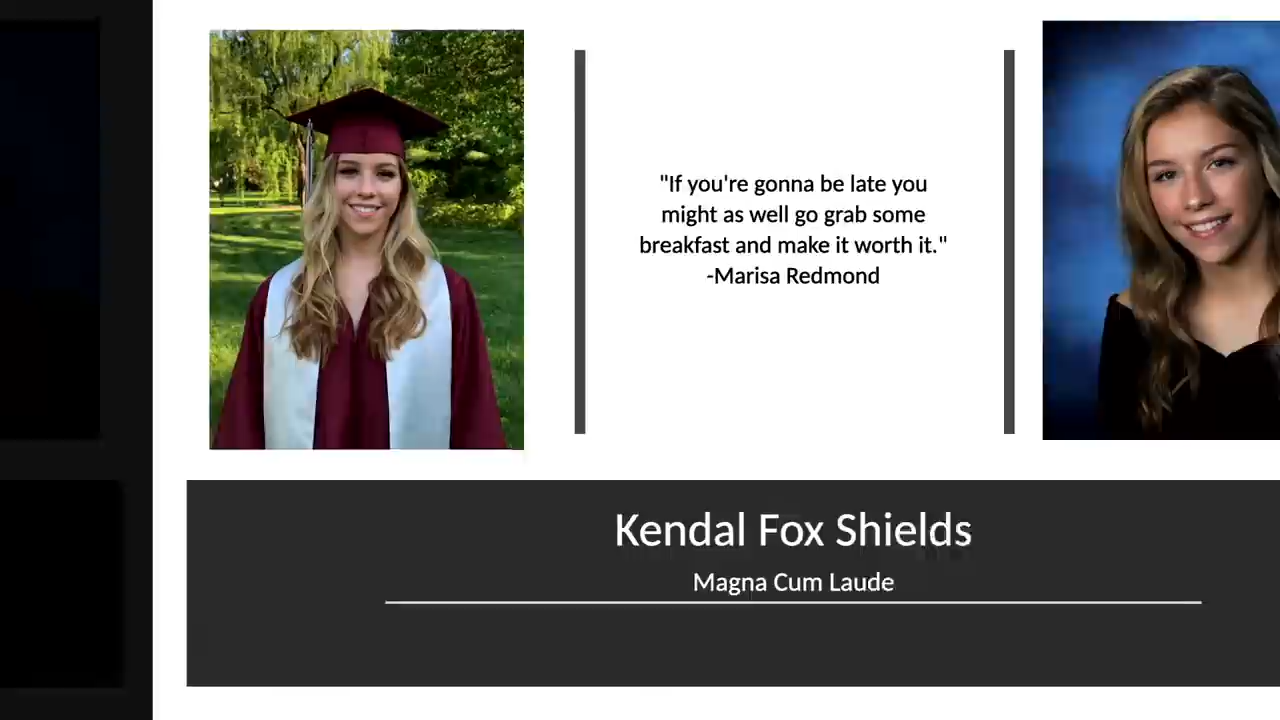 "If you're gonna be late you
might as well go grab some
breakfast and make it worth it."
-Marisa Redmond
Kendal Fox Shields
Magna Cum Laude